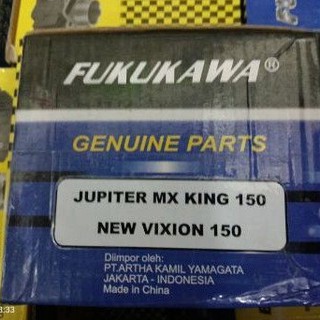 FUKUKAWA®
GENUINE PARTS
JUPITER MX KING 150
NEW VIXION 150
Diimpor oleh:
PT.ARTHA KAMIL YAMAGATA
JAKARTA - INDONESIA
Made in China